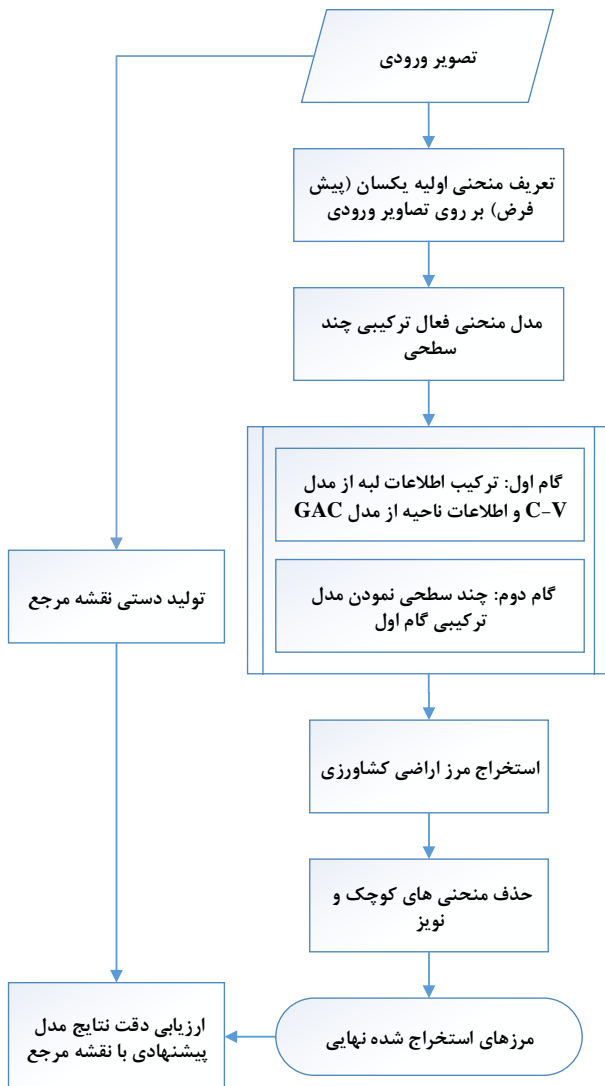 تصویر ورودی
تعریف منحنی اولیه یکسان (پیش
فرض) بر روی تصاویر ورودی
مدل منحنی فعال ترکیبی چند
سطحی
گام اول: ترکیب اطلاعات لبه از مدل
C-V و اطلاعات ناحیه از مدل GAC
گام دوم: چند سطحی نمودن مدل
ترکیبی گام اول
تولید دستی نقشه مرجع
استخراج مرز اراضی کشاورزی
حذف منحنی های کوچک و
نویز
مرزهای استخراج شده نهایی
ارزیابی دقت نتایج مدل
پیشنهادی با نقشه مرجع